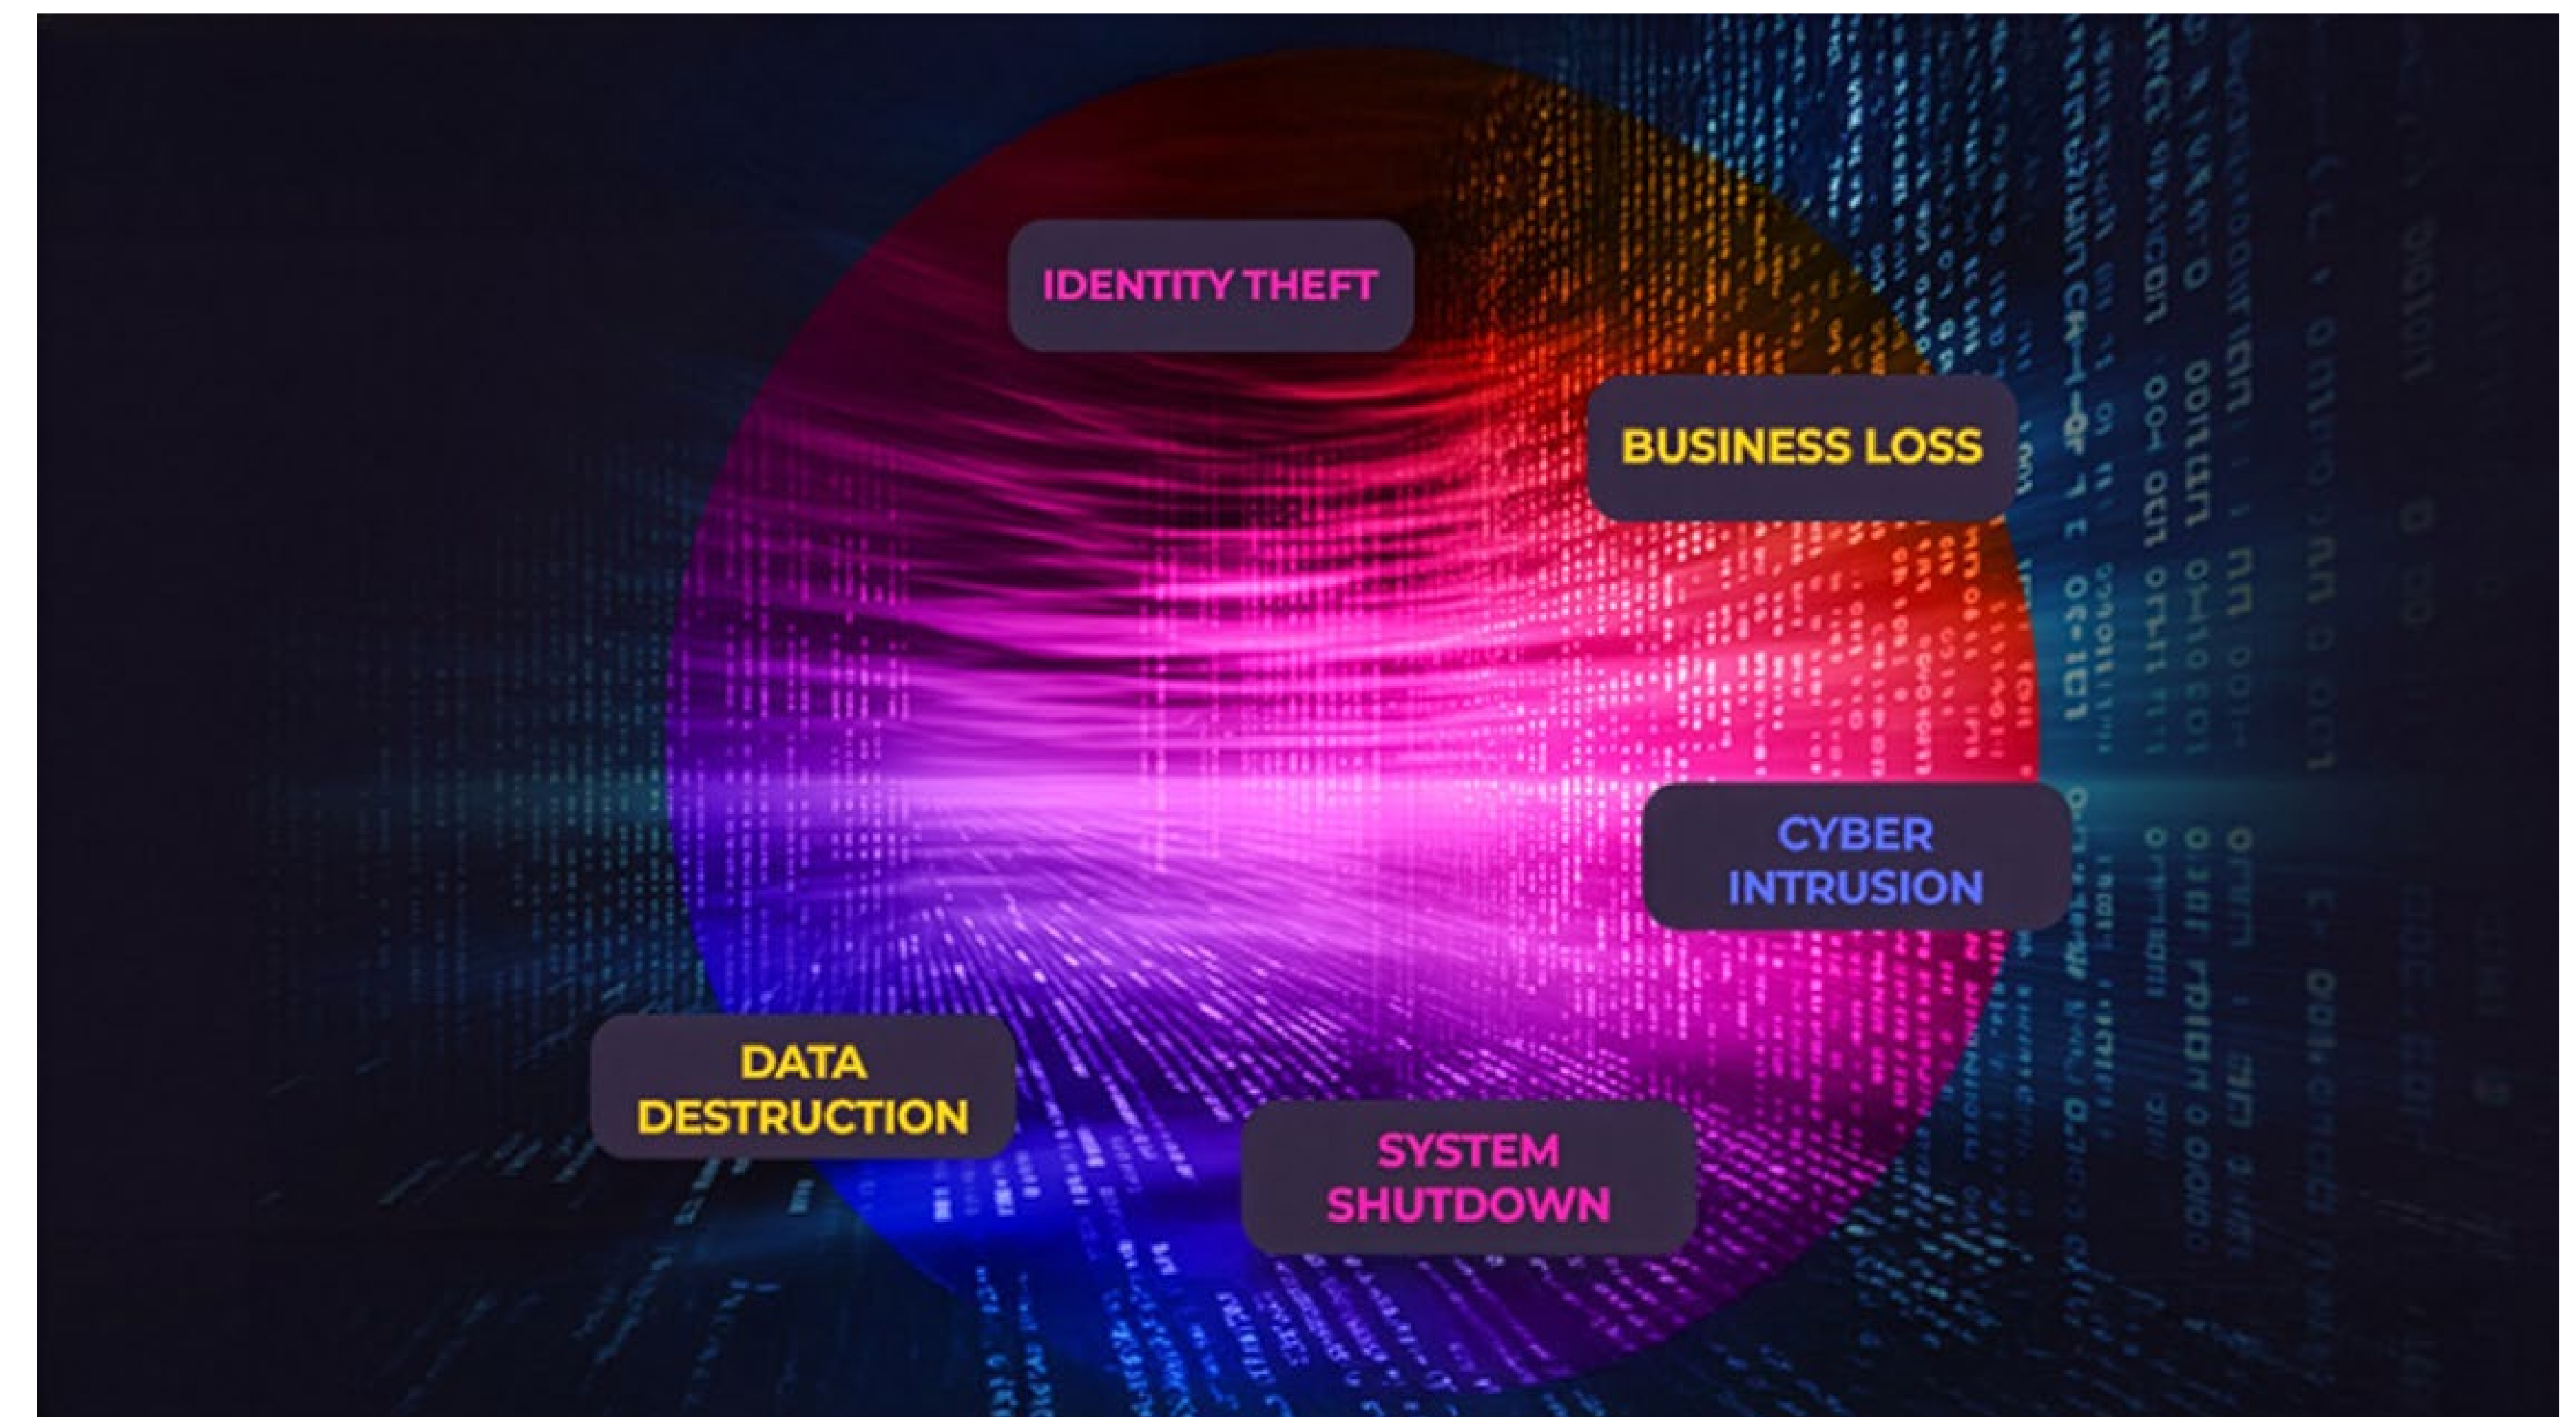 IDENTITY THEFT
BUSINESS LOSS
CYBER
INTRUSION
DATA
DESTRUCTION
SYSTEM
SHUTDOWN